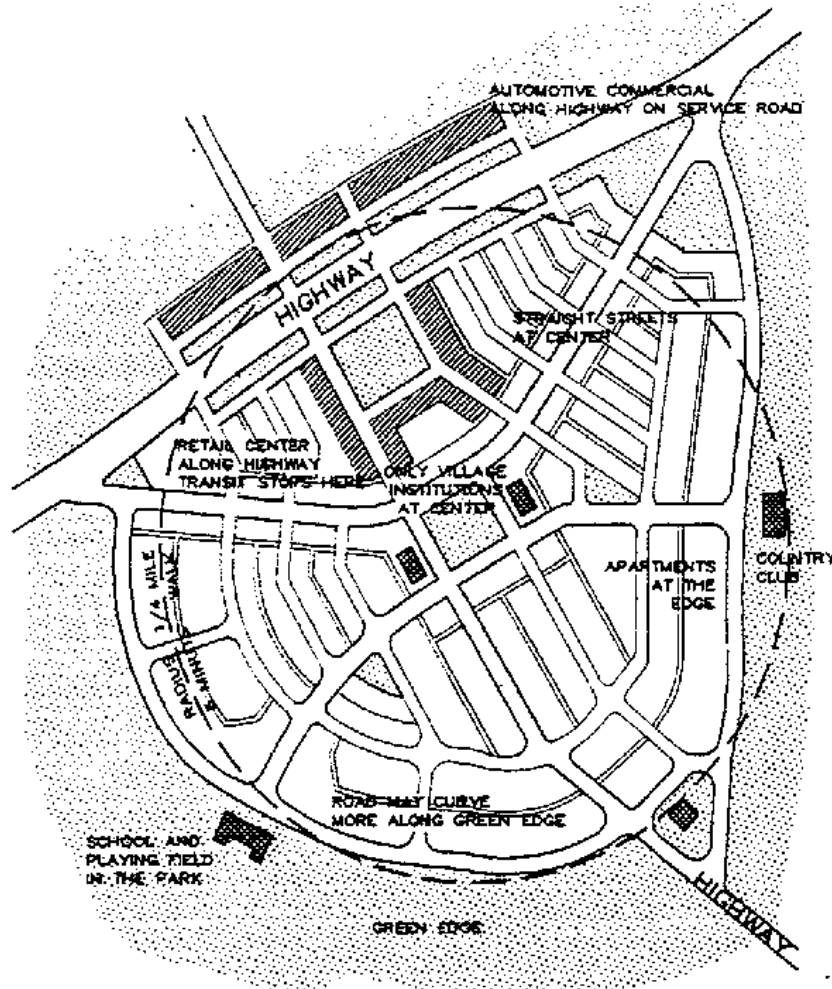 AUTOMOTIVE COMMERCIAL
ALONG HIGHWAY ON SERVICE ROAD
HIGHWAY
STRAIGHT STREETS
AT CENTER
RETAIL CENTER
ALONG HIGHWAY
TRANSIT STOPS HERE
ONLY VILLAGE
INSTITUTIONS
AT CENTER
1/4 MILE
RADIUS
5 MINUTE
WALK
APARTMENTS
AT THE
EDGE
COUNTRY
CLUB
ROAD MAY CURVE
MORE ALONG GREEN EDGE
SCHOOL AND
PLAYING FIELD
IN THE PARK
HIGHWAY
GREEN EDGE